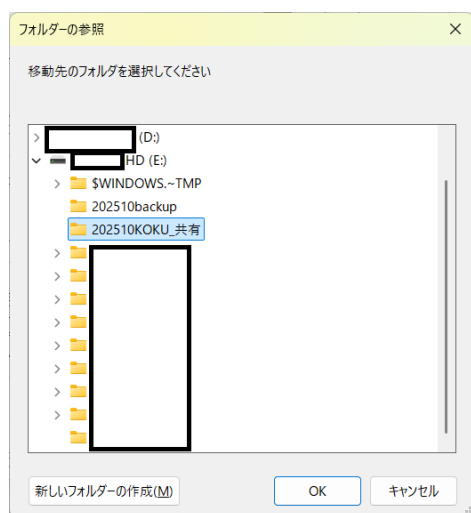 フォルダーの参照
移動先のフォルダを選択してください
(D:)
HD (E:)
$WINDOWS.~TMP
202510backup
202510KOKU_共有
新しいフォルダーの作成(M)
OK
キャンセル